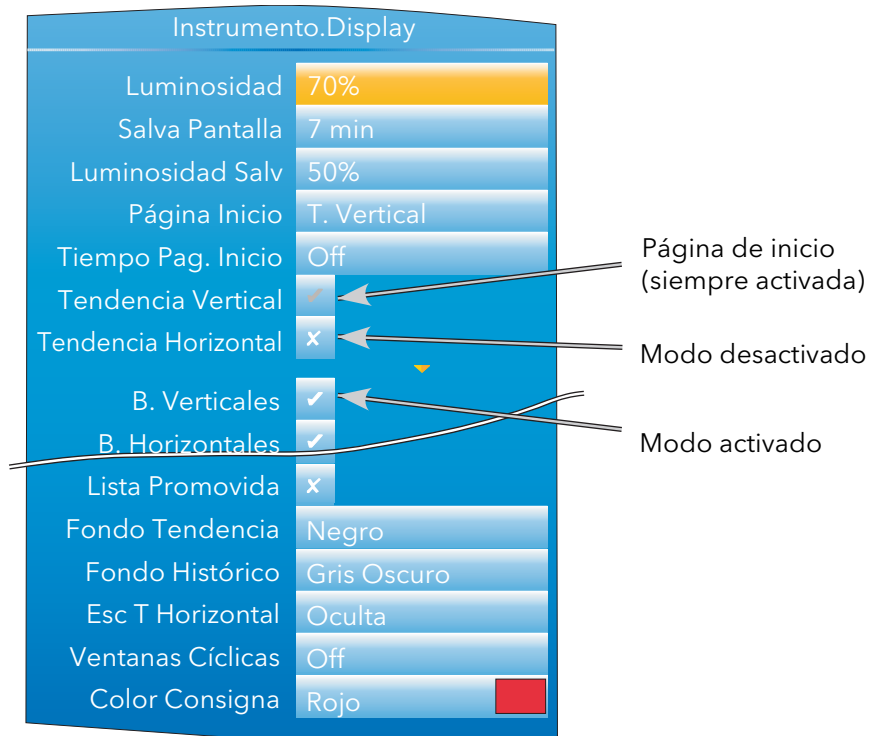 Instrumento.Display
Luminosidad 70%
Salva Pantalla 7 min
Luminosidad Salv 50%
Página Inicio T. Vertical
Tiempo Pag. Inicio Off
Tendencia Vertical ✔
Tendencia Horizontal ✘
B. Verticales ✔
B. Horizontales ✔
Lista Promovida ✘
Fondo Tendencia Negro
Fondo Histórico Gris Oscuro
Esc T Horizontal Oculta
Ventanas Cíclicas Off
Color Consigna Rojo
Página de inicio
(siempre activada)
Modo desactivado
Modo activado